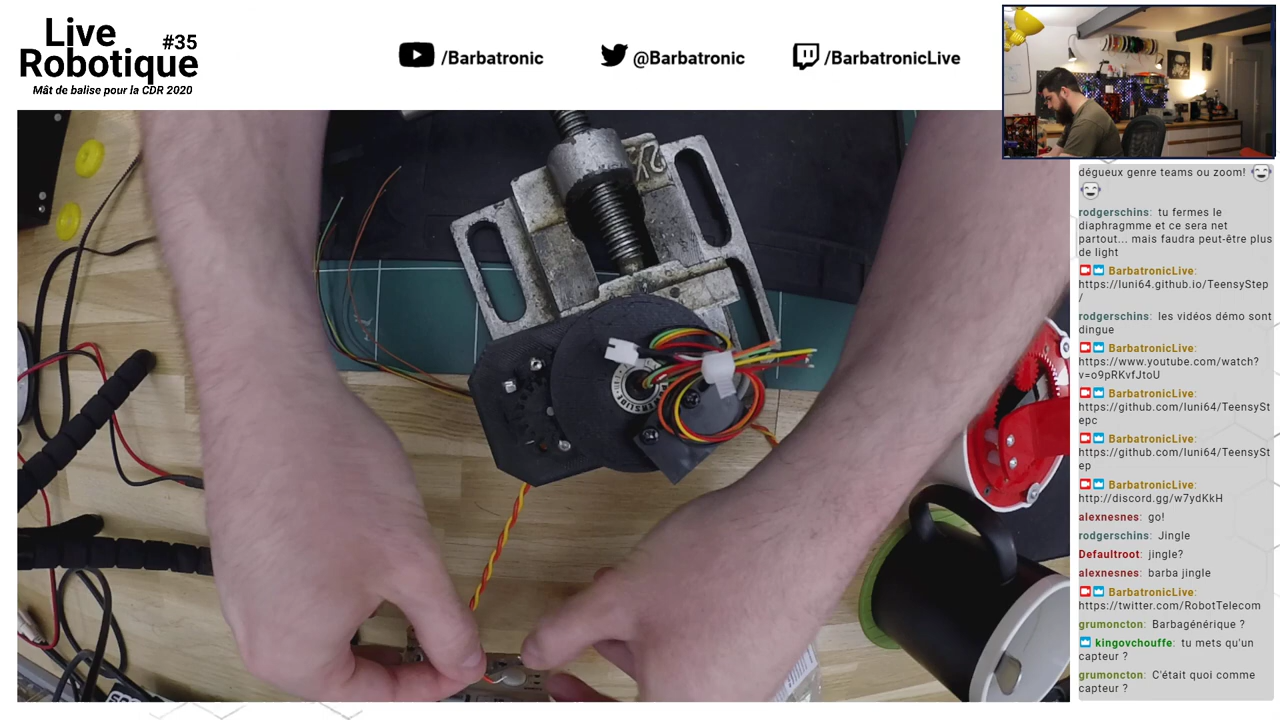 Live
Robotique #35
Mât de balise pour la CDR 2020
/Barbatronic
@Barbatronic
/BarbatronicLive
dégueux genre teams ou zoom!
rodgerschins: tu fermes le
diaphragmme et ce sera net
partout... mais faudra peut-être plus
de light
BarbatronicLive:
https://luni64.github.io/TeensyStep
/
rodgerschins: les vidéos démo sont
dingue
BarbatronicLive:
https://www.youtube.com/watch?
v=o9pRKvfJtoU
BarbatronicLive:
https://github.com/luni64/TeensySt
epc
BarbatronicLive:
https://github.com/luni64/TeensySt
ep
BarbatronicLive:
http://discord.gg/w7ydKkH
alexnesnes: go!
rodgerschins: Jingle
Defaultroot: jingle?
alexnesnes: barba jingle
BarbatronicLive:
https://twitter.com/RobotTelecom
grumoncton: Barbagénérique ?
kingovchouffe: tu mets qu'un
capteur ?
grumoncton: C'était quoi comme
capteur ?